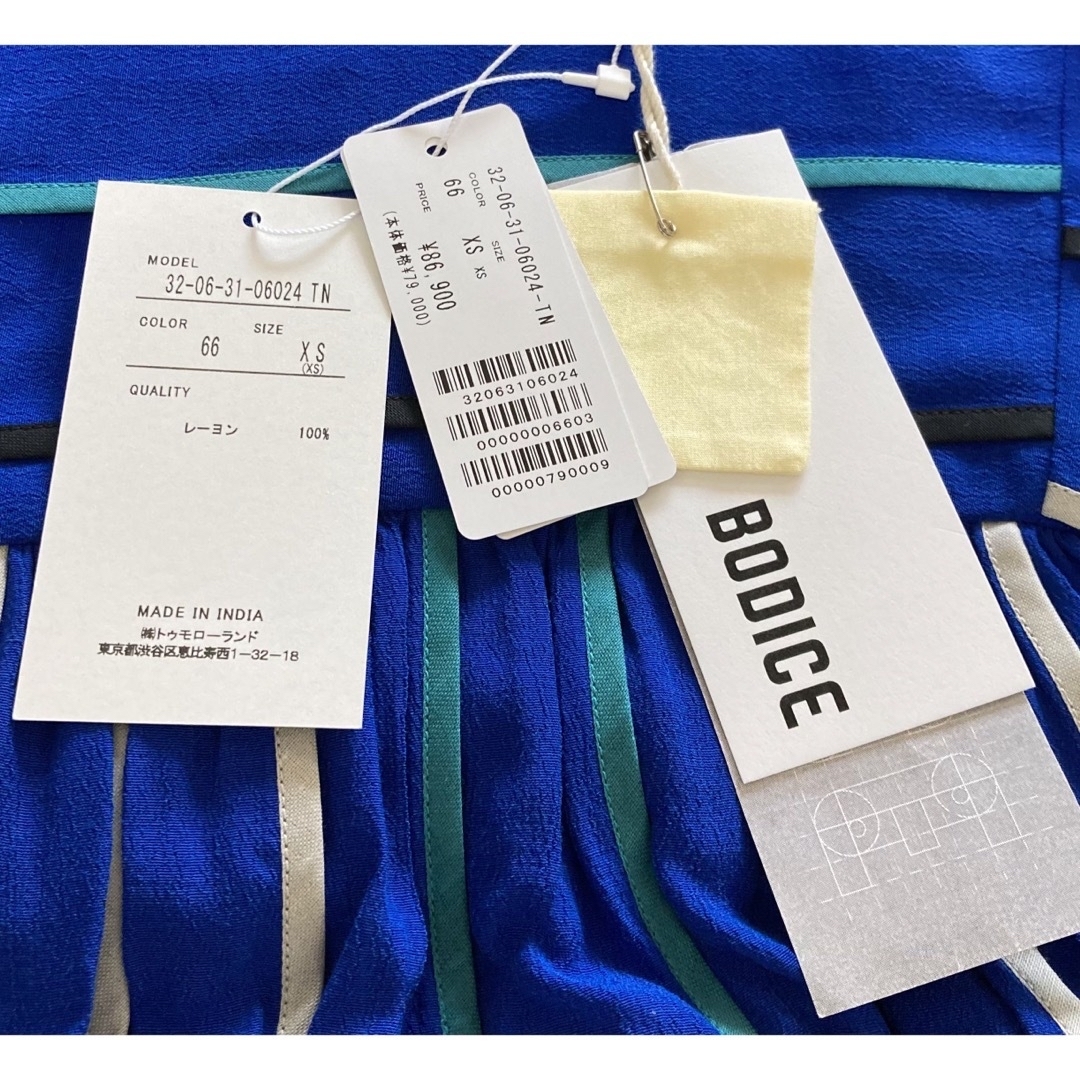 MODEL
32-06-31-06024 TN
COLOR SIZE
66 XS
(XS)
QUALITY
レーヨン 100%
MADE IN INDIA
㈱トゥモローランド
東京都渋谷区恵比寿西1-32-18
32-06-31-06024-TN
COLOR SIZE
66 XS XS
PRICE ¥86,900
(本体価格¥79,000)
32063106024
00000006603
00000790009
BODICE